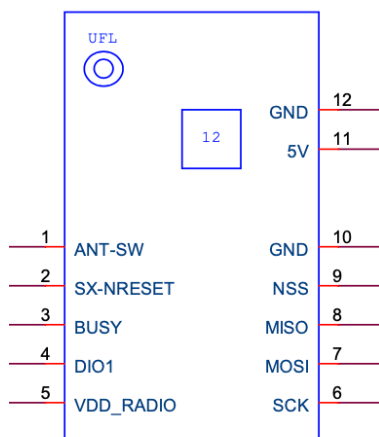 UFL
12
GND 12
5V 11
1 ANT-SW
GND 10
2 SX-NRESET
NSS 9
3 BUSY
MISO 8
4 DIO1
MOSI 7
5 VDD_RADIO
SCK 6